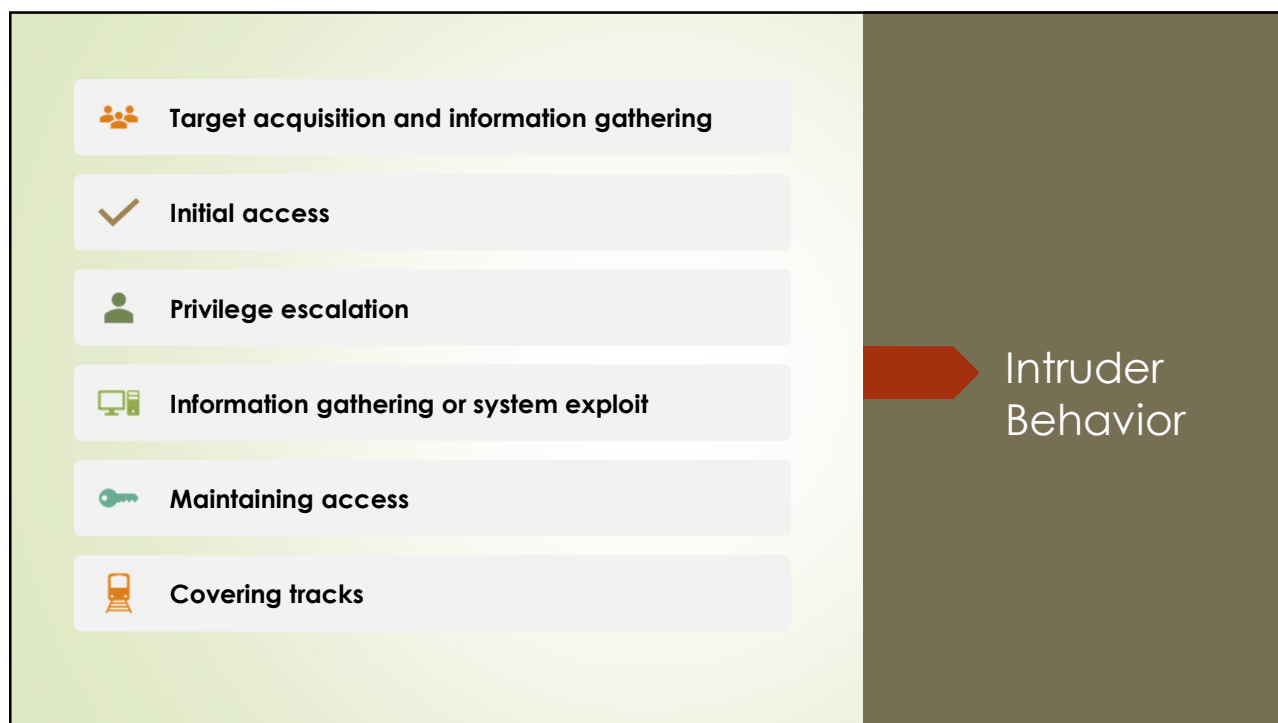 Target acquisition and information gathering
Initial access
Privilege escalation
Information gathering or system exploit
Maintaining access
Covering tracks
Intruder
Behavior